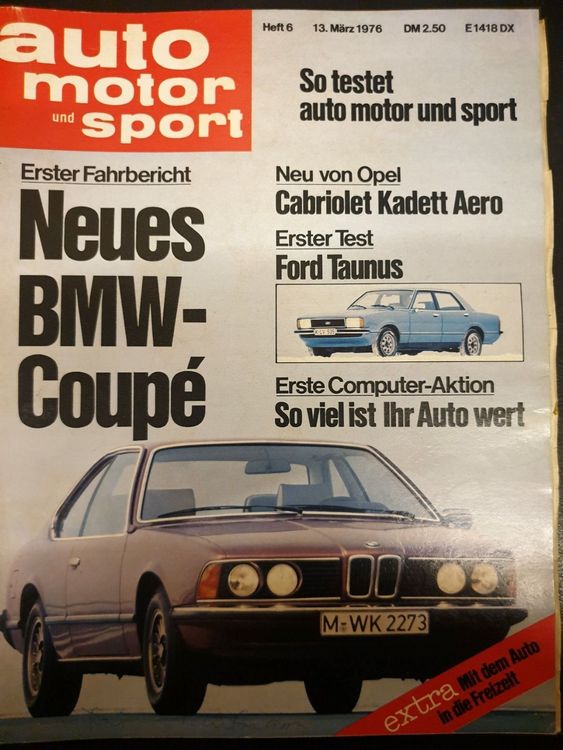 auto
motor
und sport
Heft 6 13. März 1976 DM 2.50 E 1418 DX
So testet
auto motor und sport
Erster Fahrbericht
Neues
BMW-
Coupé
Neu von Opel
Cabriolet Kadett Aero
Erster Test
Ford Taunus
Erste Computer-Aktion
So viel ist Ihr Auto wert
M-WK 2273
extra Mit dem Auto
in die Freizeit